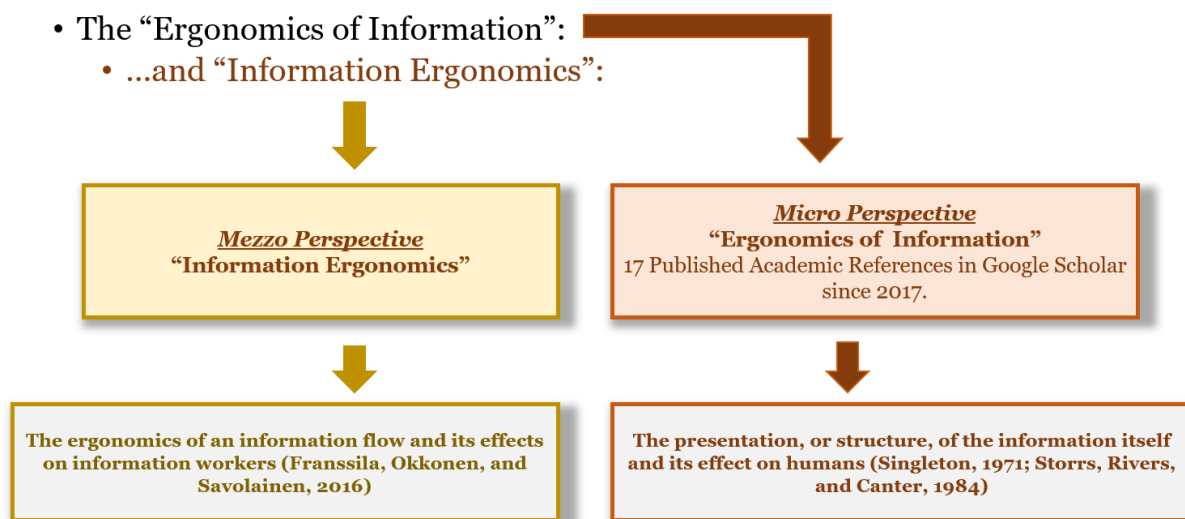 • The “Ergonomics of Information”:
• ...and “Information Ergonomics”:
Mezzo Perspective
“Information Ergonomics”
Micro Perspective
“Ergonomics of Information”
17 Published Academic References in Google Scholar
since 2017.
The ergonomics of an information flow and its effects
on information workers (Franssila, Okkonen, and
Savolainen, 2016)
The presentation, or structure, of the information itself
and its effect on humans (Singleton, 1971; Storrs, Rivers,
and Canter, 1984)